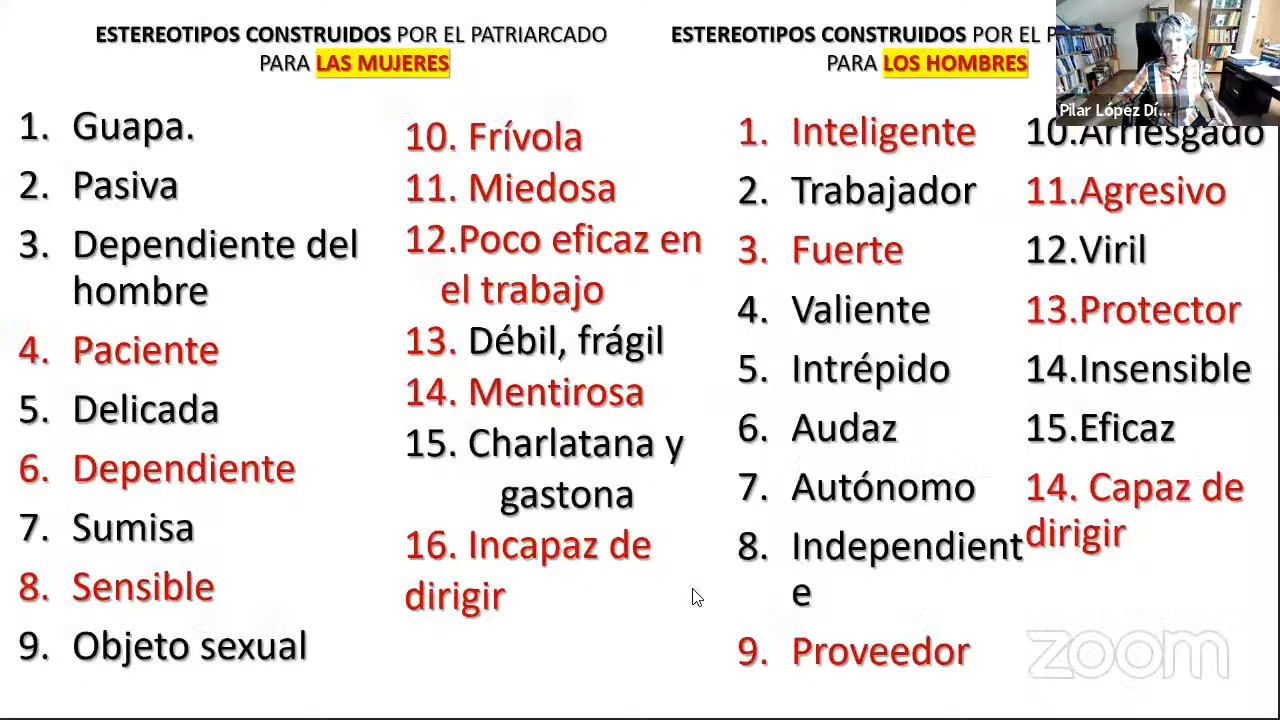 ESTEREOTIPOS CONSTRUIDOS POR EL PATRIARCADO
PARA LAS MUJERES
1. Guapa.
2. Pasiva
3. Dependiente del
hombre
4. Paciente
5. Delicada
6. Dependiente
7. Sumisa
8. Sensible
9. Objeto sexual
10. Frívola
11. Miedosa
12.Poco eficaz en
el trabajo
13. Débil, frágil
14. Mentirosa
15. Charlatana y
gastona
16. Incapaz de
dirigir
ESTEREOTIPOS CONSTRUIDOS POR EL
PARA LOS HOMBRES
1. Inteligente
2. Trabajador
3. Fuerte
4. Valiente
5. Intrépido
6. Audaz
7. Autónomo
8. Independient
e
9. Proveedor
10.Arriesgado
11.Agresivo
12.Viril
13.Protector
14.Insensible
15.Eficaz
14. Capaz de
dirigir
Pilar López Dí...
zoom